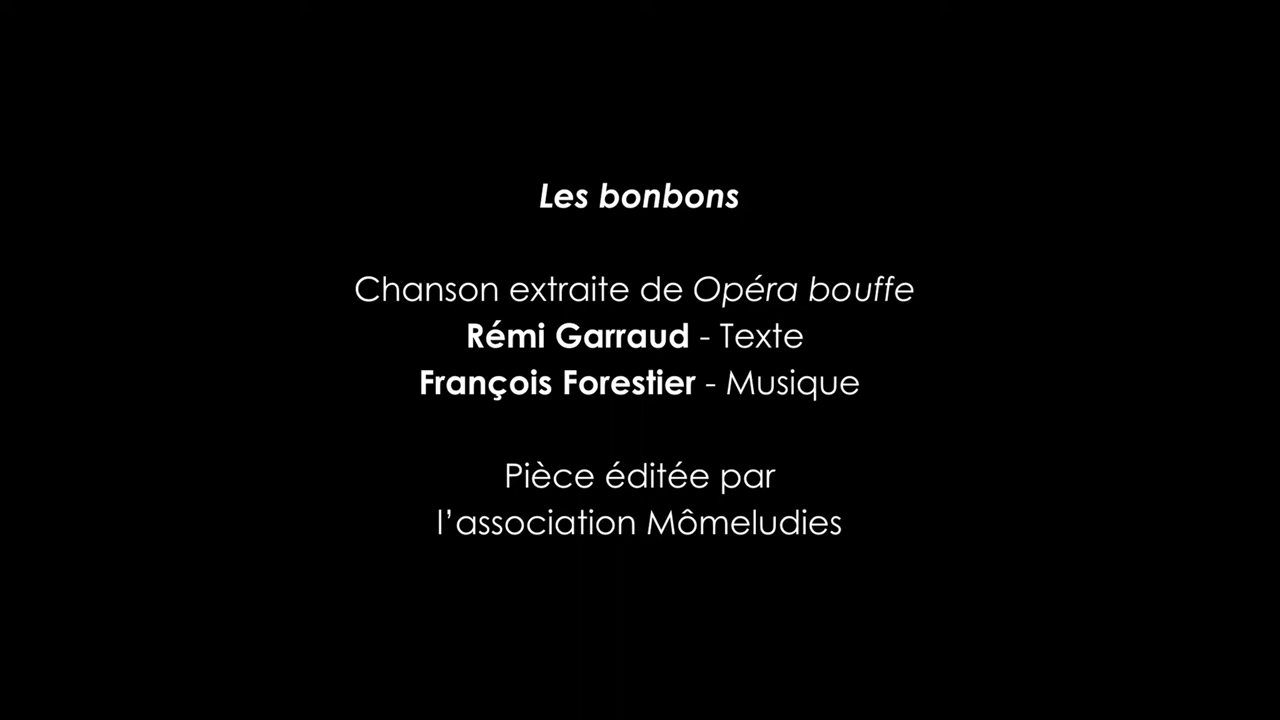 Les bonbons
Chanson extraite de Opéra bouffe
Rémi Garraud - Texte
François Forestier - Musique
Pièce éditée par
l’association Mômeludies